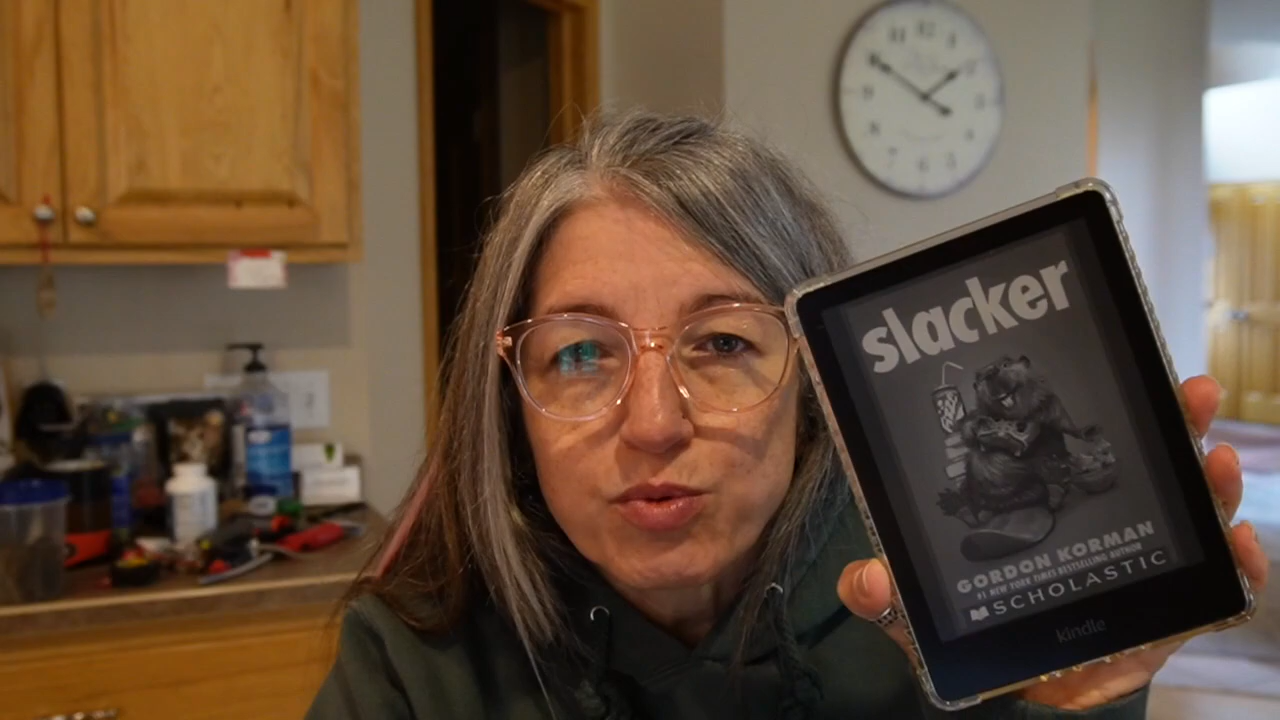 slacker
GORDON KORMAN
#1 NEW YORK TIMES BESTSELLING AUTHOR
SCHOLASTIC
kindle